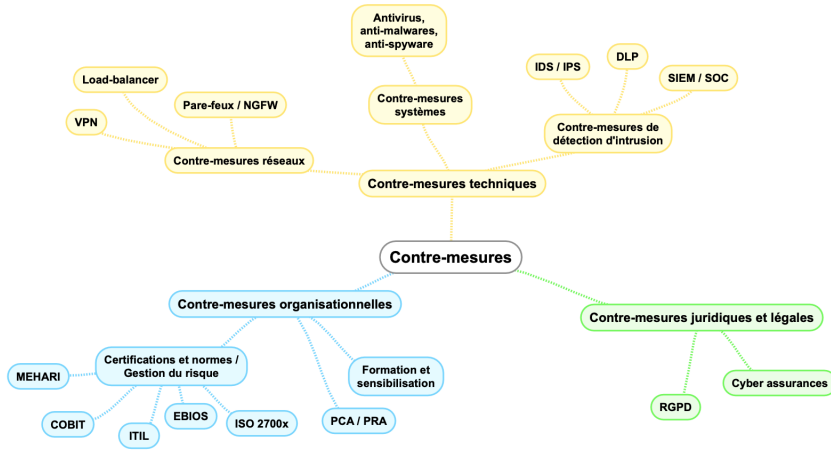 Antivirus,
anti-malwares,
anti-spyware
IDS / IPS
DLP
SIEM / SOC
Load-balancer
Pare-feux / NGFW
VPN
Contre-mesures
systèmes
Contre-mesures de
détection d'intrusion
Contre-mesures réseaux
Contre-mesures techniques
Contre-mesures
Contre-mesures organisationnelles
Contre-mesures juridiques et légales
Certifications et normes /
Gestion du risque
Formation et
sensibilisation
MEHARI
COBIT
ITIL
EBIOS
ISO 2700x
PCA / PRA
RGPD
Cyber assurances